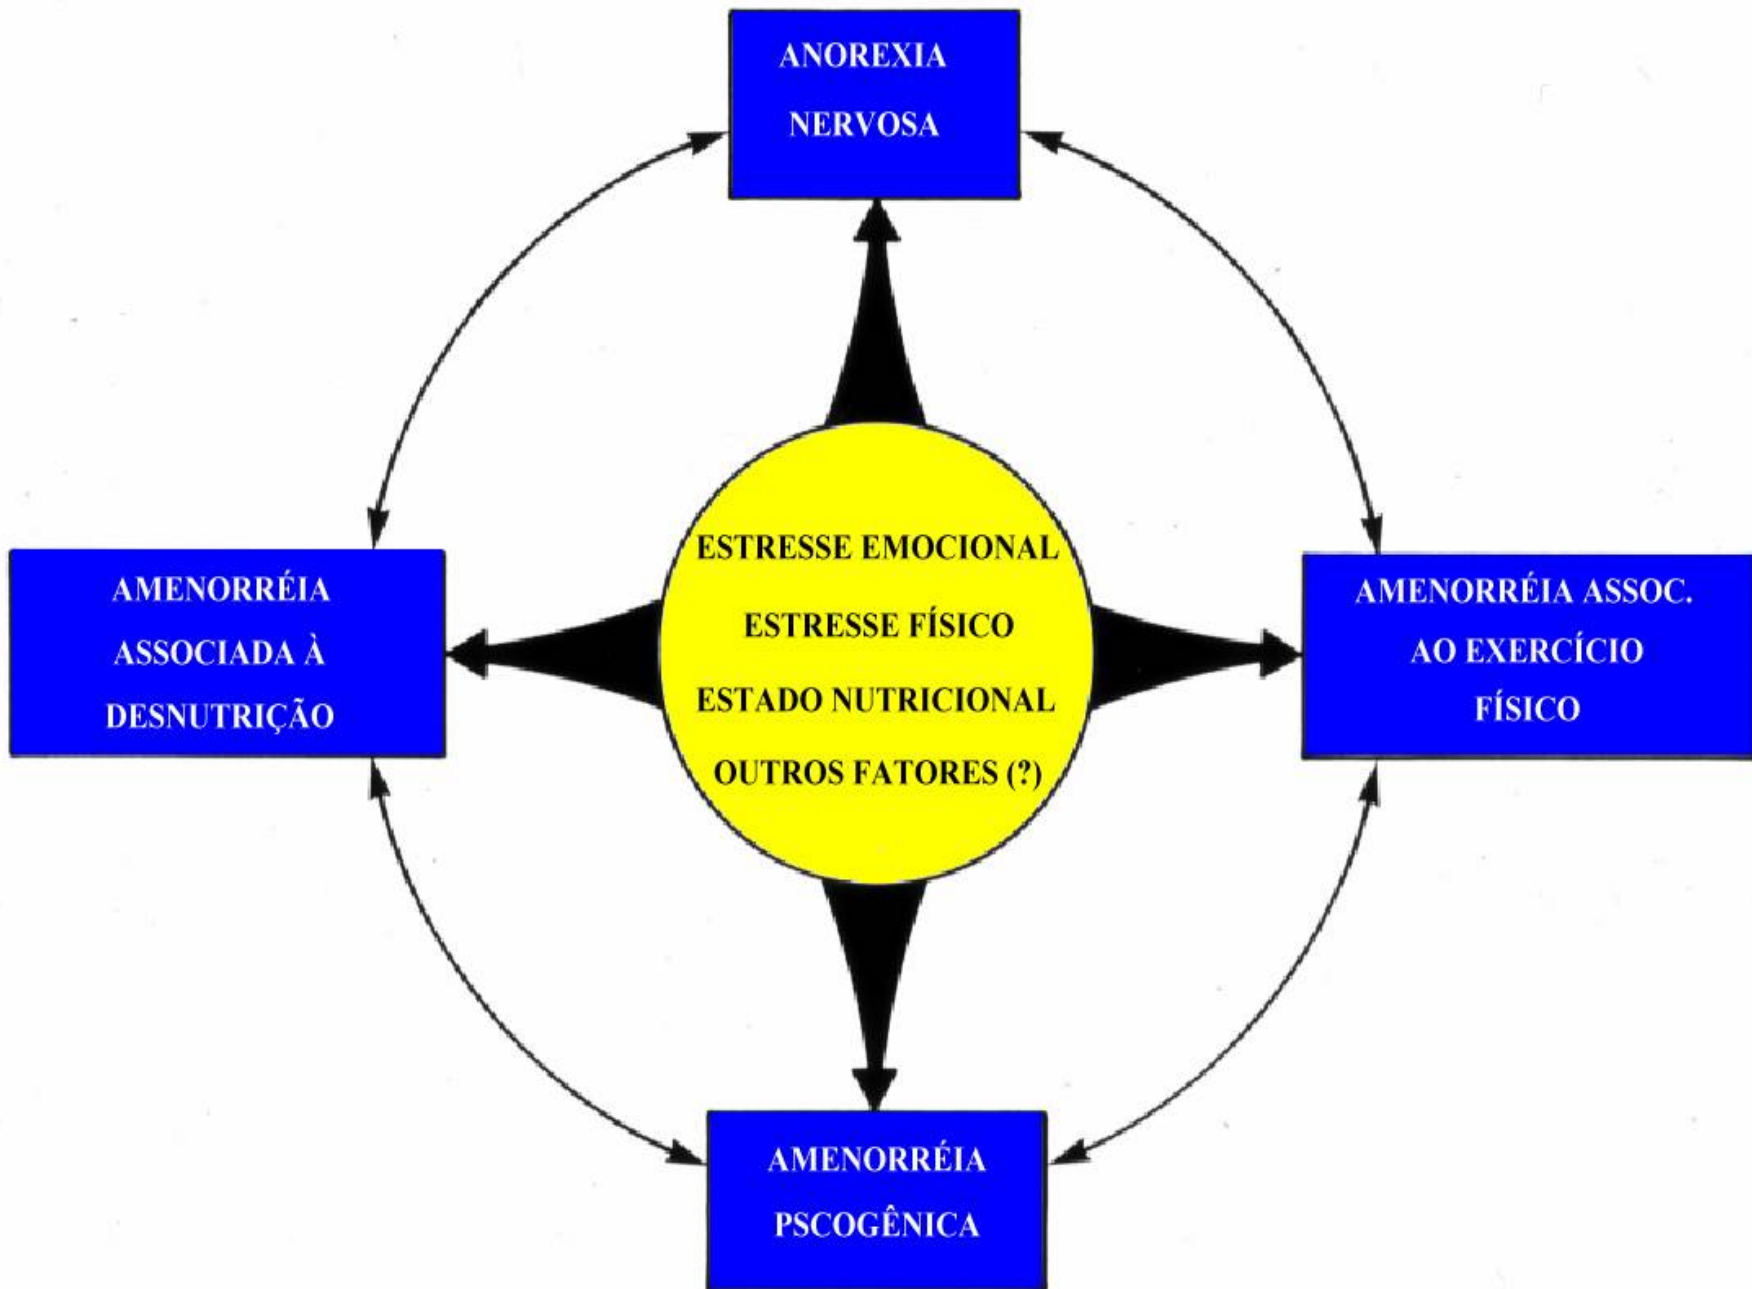 ANOREXIA
NERVOSA
AMENORRÉIA
ASSOCIADA À
DESNUTRIÇÃO
ESTRESSE EMOCIONAL
ESTRESSE FÍSICO
ESTADO NUTRICIONAL
OUTROS FATORES (?)
AMENORRÉIA ASSOC.
AO EXERCÍCIO
FÍSICO
AMENORRÉIA
PSCOGÊNICA